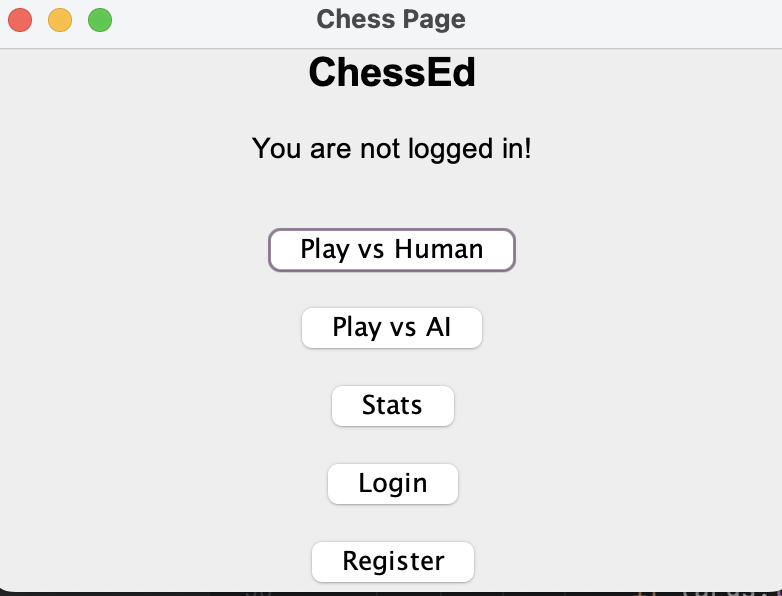 Chess Page
ChessEd
You are not logged in!
Play vs Human
Play vs AI
Stats
Login
Register